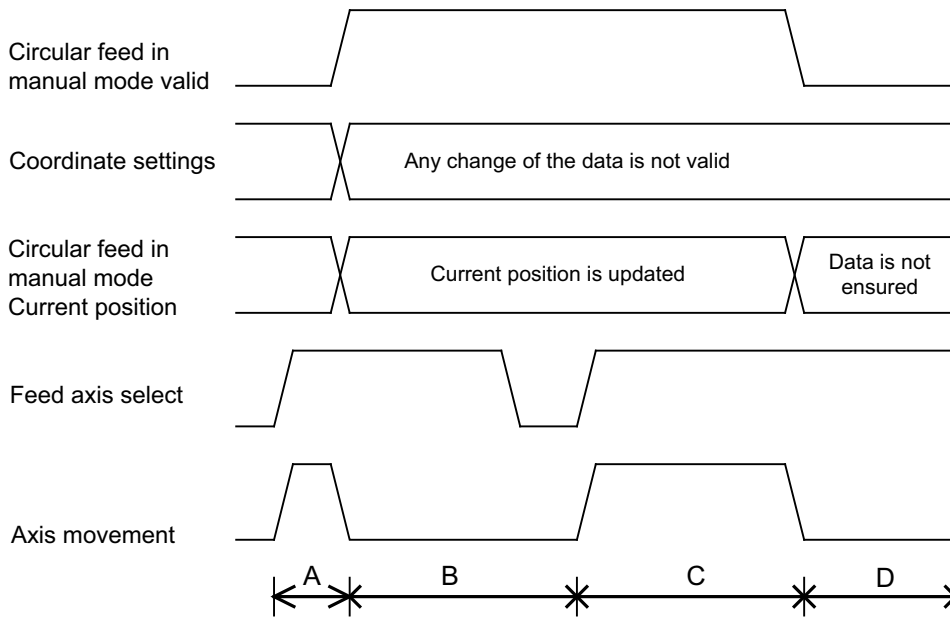 Circular feed in
manual mode valid
Coordinate settings
Any change of the data is not valid
Circular feed in
manual mode
Current position
Current position is updated
Data is not
ensured
Feed axis select
Axis movement
A
B
C
D